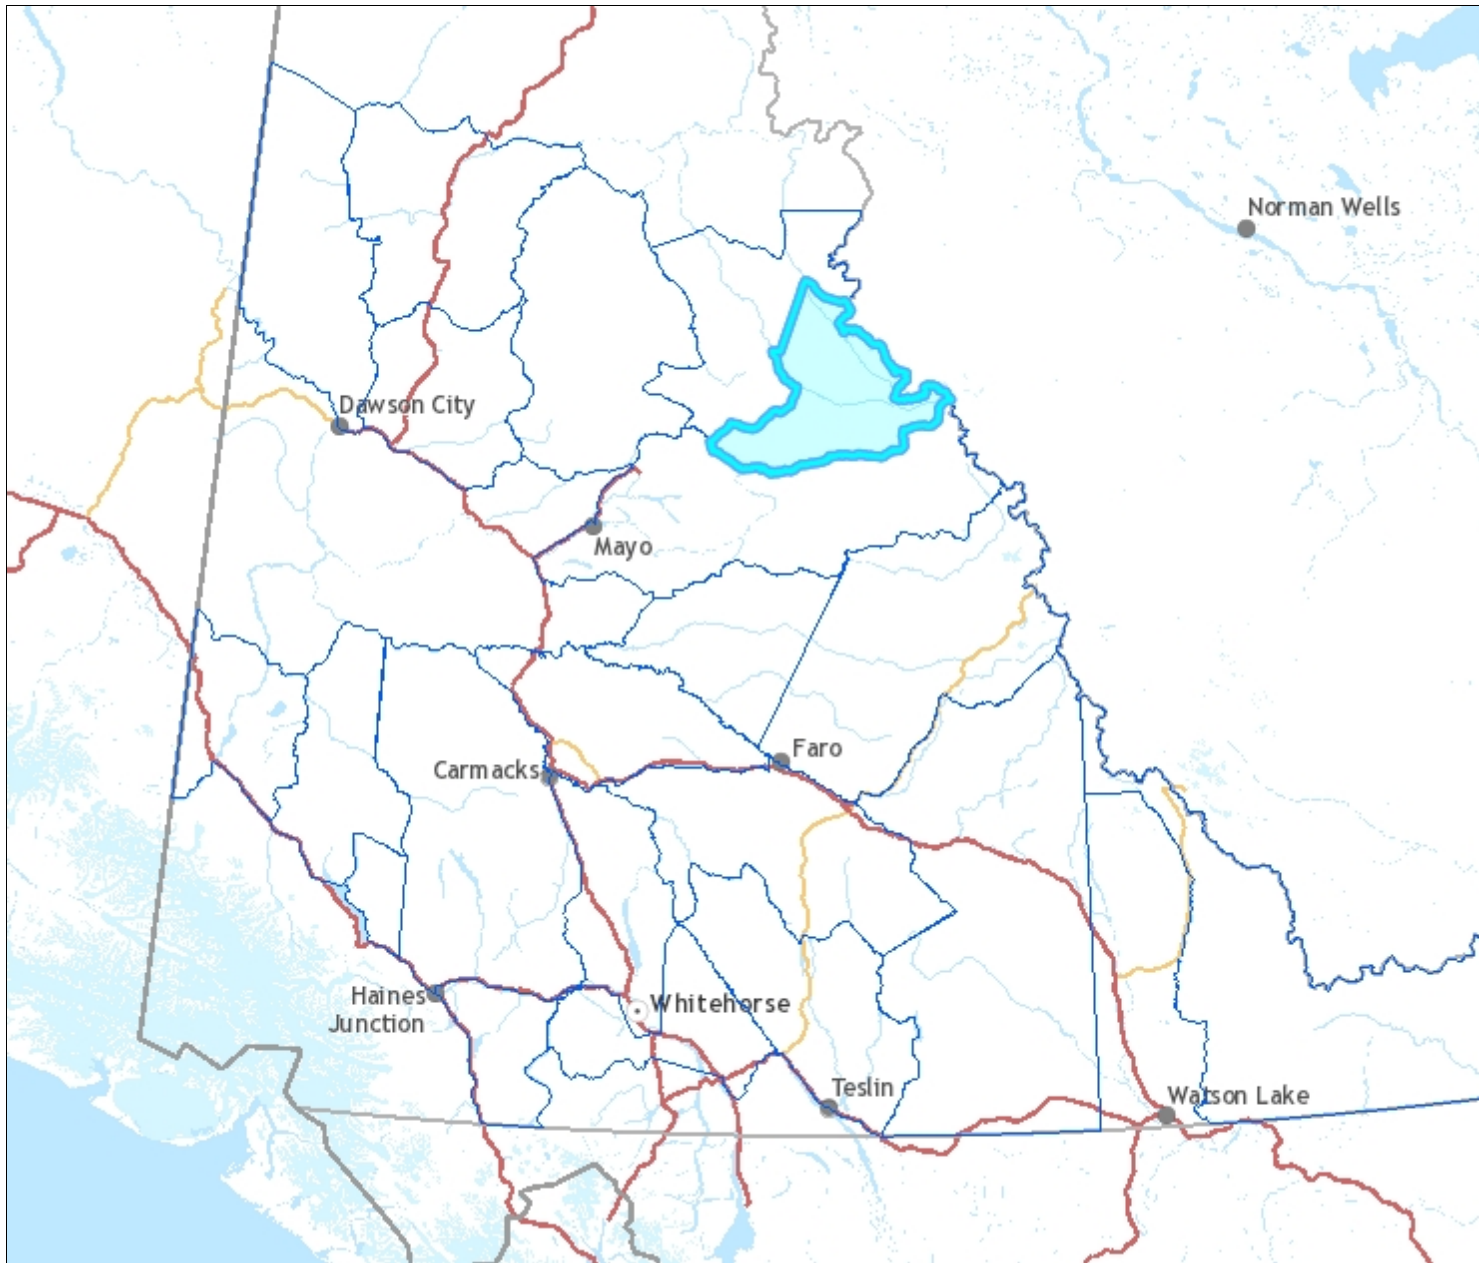 Norman Wells
Dawson City
Mayo
Faro
Carmacks
Haines
Junction
Whitehorse
Teslin
Watson Lake